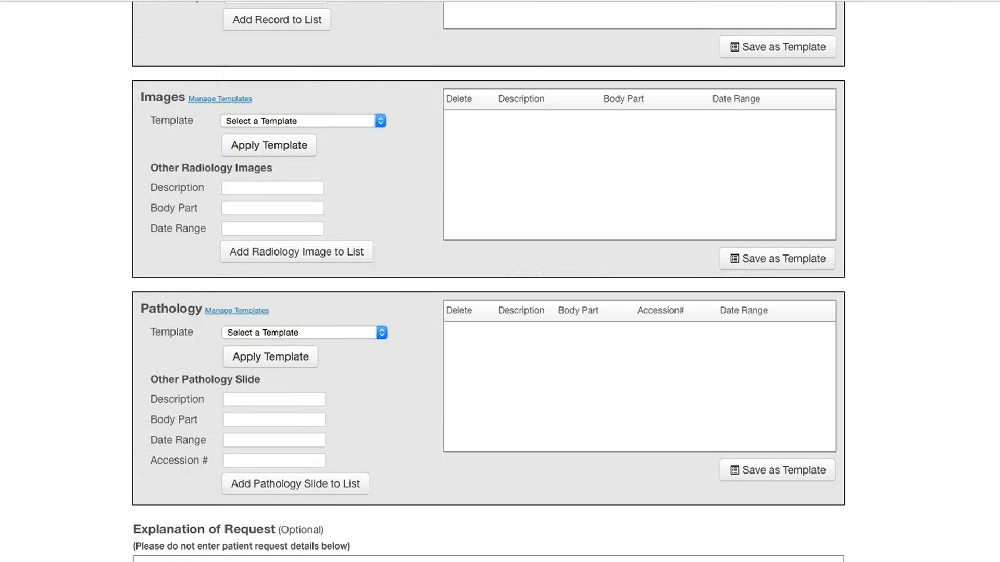 Add Record to List
Save as Template
Images Manage Templates
Delete Description Body Part Date Range
Template Select a Template
Apply Template
Other Radiology Images
Description
Body Part
Date Range
Add Radiology Image to List
Save as Template
Pathology Manage Templates
Delete Description Body Part Accession# Date Range
Template Select a Template
Apply Template
Other Pathology Slide
Description
Body Part
Date Range
Accession #
Add Pathology Slide to List
Save as Template
Explanation of Request (Optional)
(Please do not enter patient request details below)